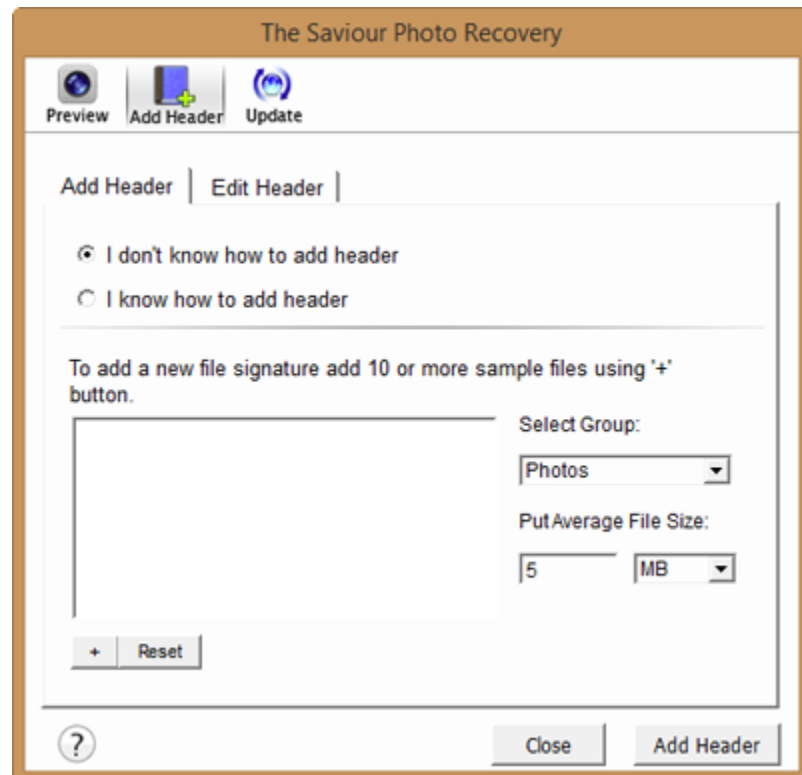 The Saviour Photo Recovery
Preview Add Header Update
Add Header Edit Header
I don't know how to add header
I know how to add header
To add a new file signature add 10 or more sample files using '+'
button.
Select Group:
Photos
Put Average File Size:
5 MB
+ Reset
? Close Add Header